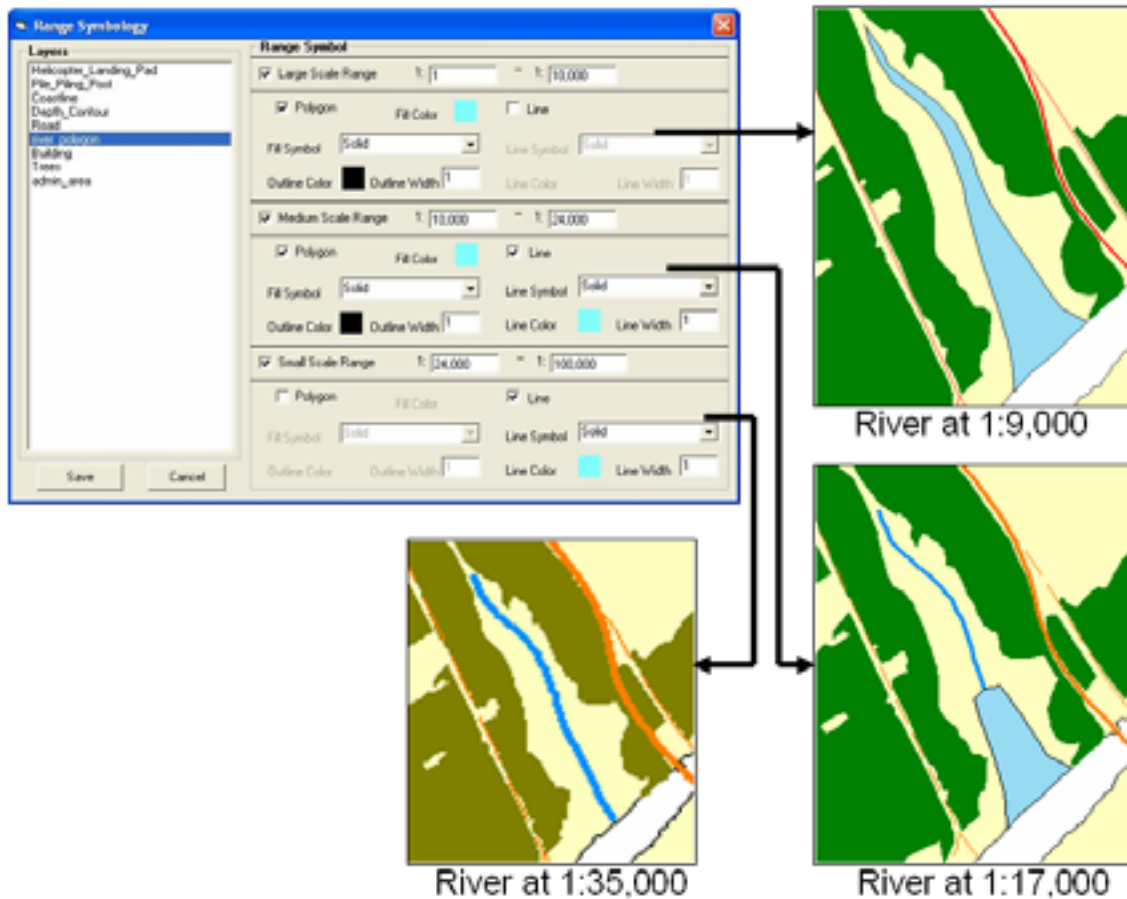 Range Symbology
Layers
Helicopter_Landing_Pad
Pile_Piling_Post
Coastline
Depth_Contour
Road
river_polygon
Building
Trees
admin_area
Save
Cancel
Range Symbol
Large Scale Range 1: 1 ~ 1: 10,000
Polygon Fill Color Line
Fill Symbol Solid Line Symbol Solid
Outline Color Outline Width 1 Line Color Line Width 1
Medium Scale Range 1: 10,000 ~ 1: 24,000
Polygon Fill Color Line
Fill Symbol Solid Line Symbol Solid
Outline Color Outline Width 1 Line Color Line Width 1
Small Scale Range 1: 24,000 ~ 1: 100,000
Polygon Fill Color Line
Fill Symbol Solid Line Symbol Solid
Outline Color Outline Width 1 Line Color Line Width 1
River at 1:9,000
River at 1:35,000
River at 1:17,000